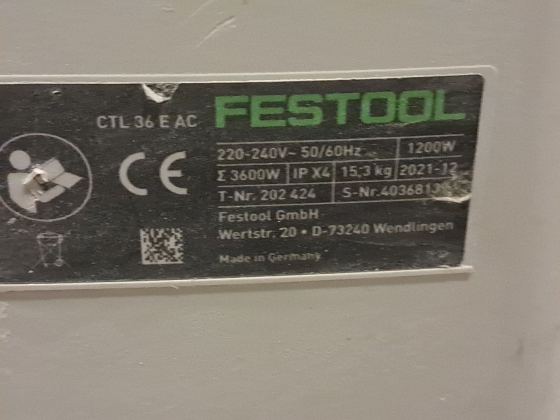 CTL 36 E AC
FESTOOL
220-240V~ 50/60Hz 1200W
Σ 3600W IP X4 15,3 kg 2021-12
T-Nr. 202 424 S-Nr.
CE
Festool GmbH
Wertstr. 20 • D-73240 Wendlingen
Made in Germany